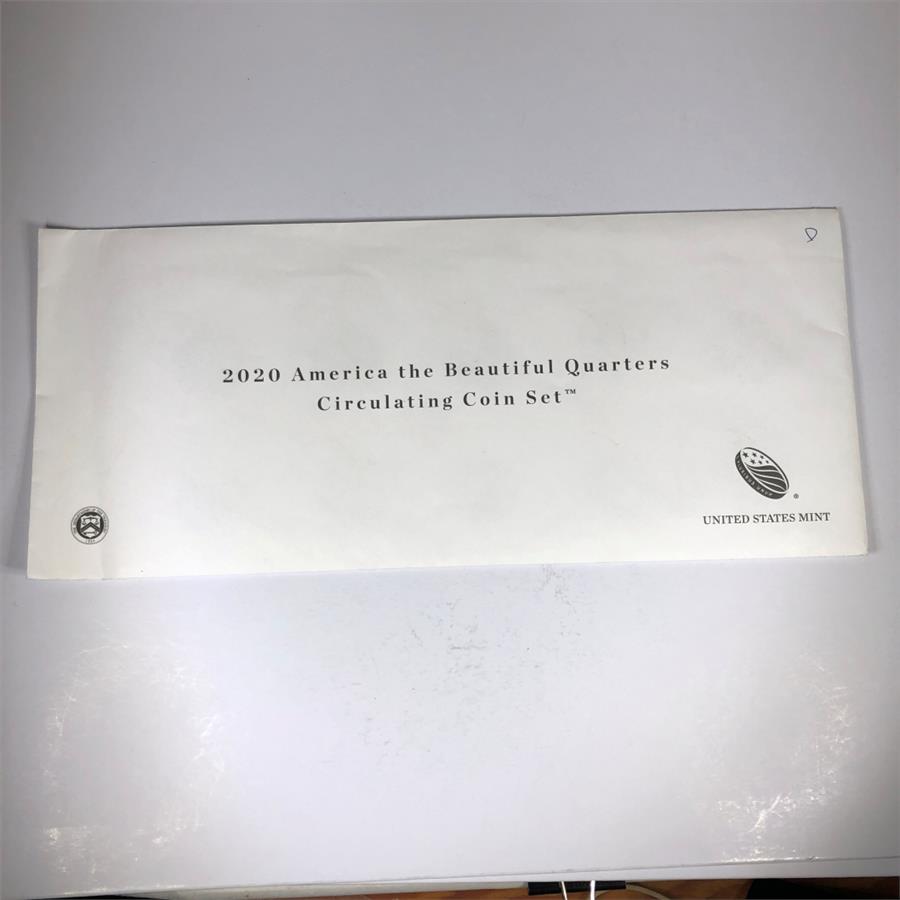 2020 America the Beautiful Quarters
Circulating Coin Set™
UNITED STATES MINT